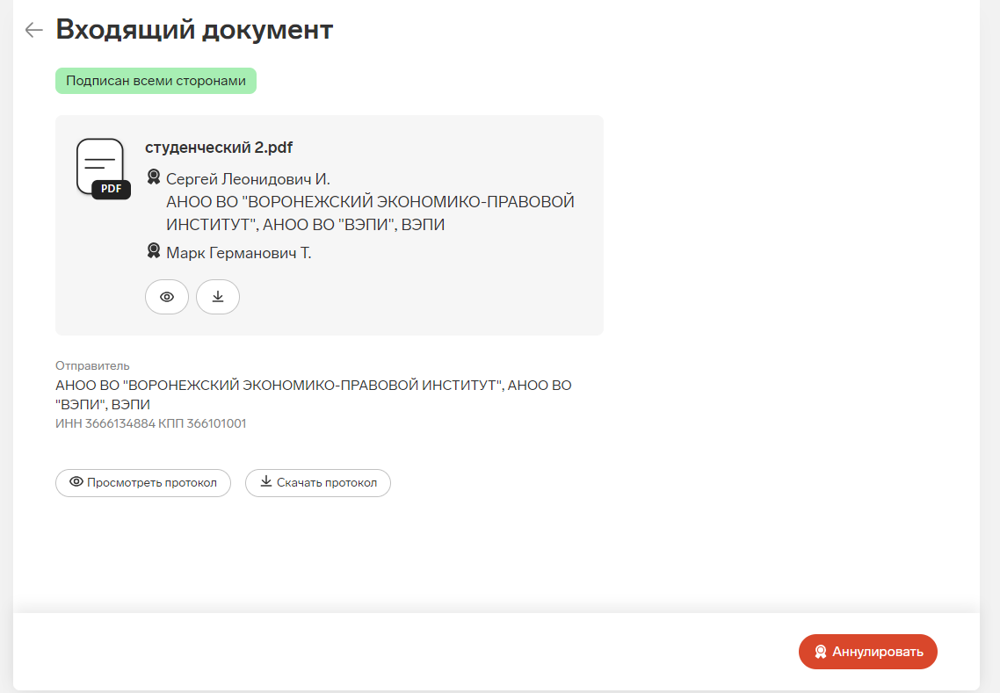 Входящий документ
Подписан всеми сторонами
студенческий 2.pdf
Сергей Леонидович И.
АНОО ВО "ВОРОНЕЖСКИЙ ЭКОНОМИКО-ПРАВОВОЙ
ИНСТИТУТ", АНОО ВО "ВЭПИ", ВЭПИ
PDF
Марк Германович Т.
Отправитель
АНОО ВО "ВОРОНЕЖСКИЙ ЭКОНОМИКО-ПРАВОВОЙ ИНСТИТУТ", АНОО ВО
"ВЭПИ", ВЭПИ
ИНН 3666134884 КПП 366101001
Просмотреть протокол
Скачать протокол
Аннулировать